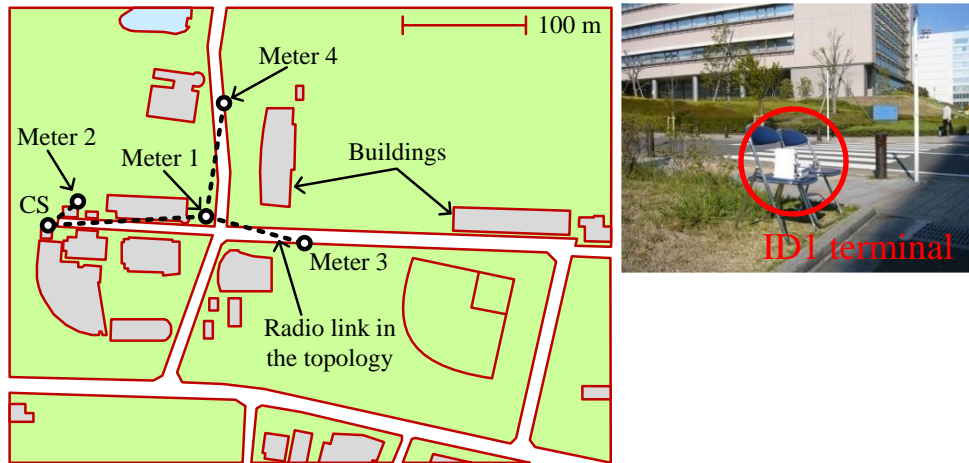 100 m
Meter 4
Meter 2
Meter 1
Buildings
CS
Meter 3
Radio link in
the topology
ID1 terminal